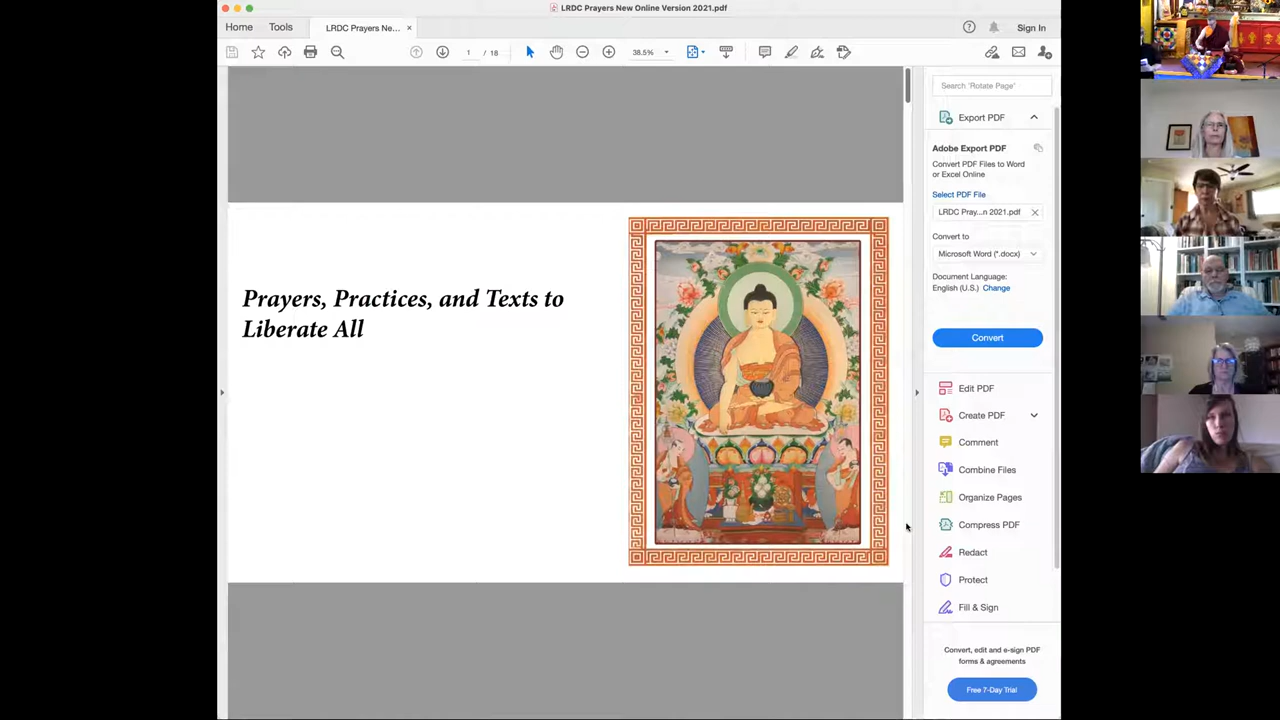 LRDC Prayers New Online Version 2021.pdf
Home
Tools
LRDC Prayers Ne...
Sign In
1 / 18
38.5%
Search 'Rotate Page'
Export PDF
Adobe Export PDF
Convert PDF Files to Word
or Excel Online
Select PDF File
LRDC Pray...n 2021.pdf
Convert to
Microsoft Word (*.docx)
Document Language:
English (U.S.) Change
Convert
Prayers, Practices, and Texts to
Liberate All
Edit PDF
Create PDF
Comment
Combine Files
Organize Pages
Compress PDF
Redact
Protect
Fill & Sign
Convert, edit and e-sign PDF
forms & agreements
Free 7-Day Trial